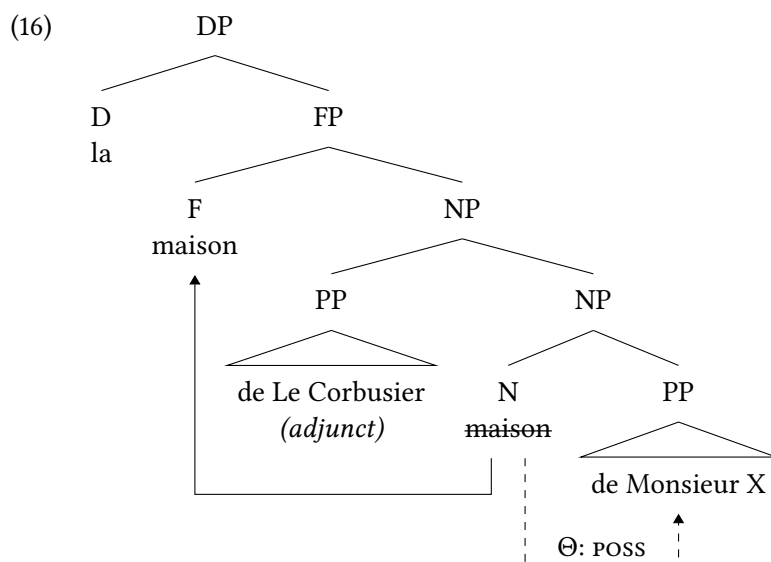 (16) DP
D FP
la
F NP
maison
PP NP
de Le Corbusier N PP
(adjunct) maison
de Monsieur X
Θ: POSS